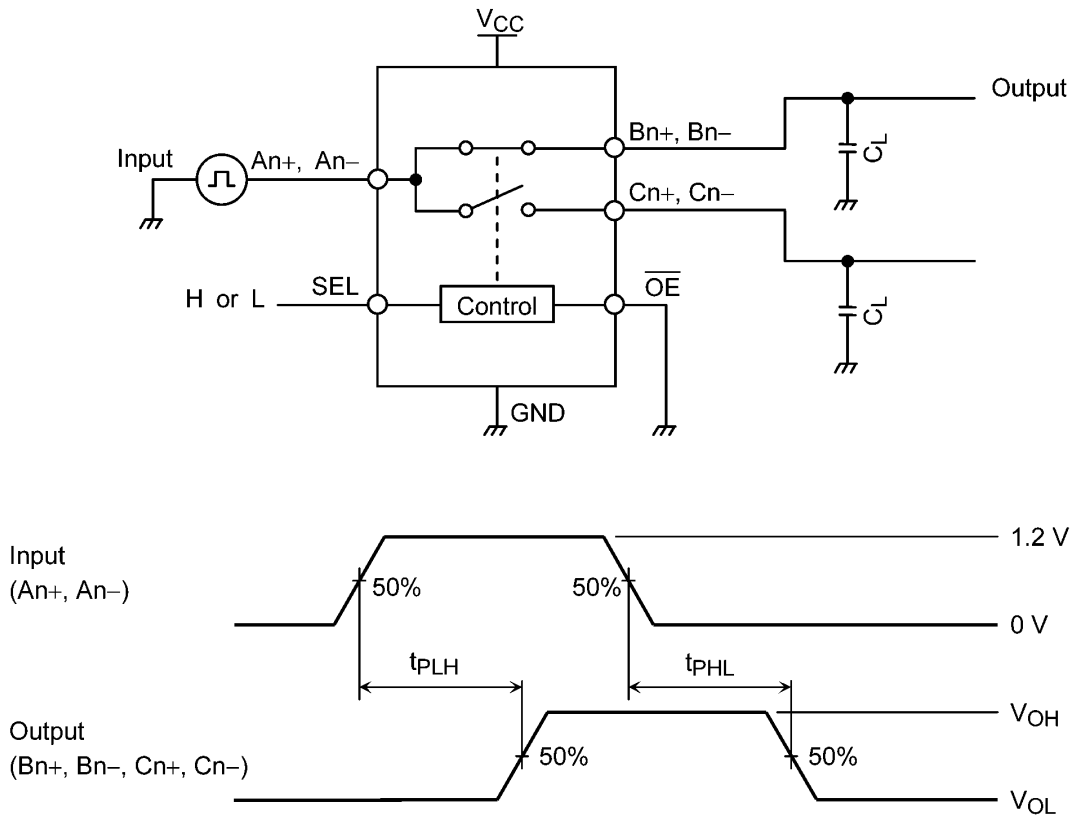 VCC
Output
Input
An+, An−
Bn+, Bn−
CL
Cn+, Cn−
H or L
SEL
Control
OE
CL
GND
Input
(An+, An−)
50%
50%
1.2 V
0 V
tPLH
tPHL
Output
(Bn+, Bn−, Cn+, Cn−)
50%
50%
VOH
VOL